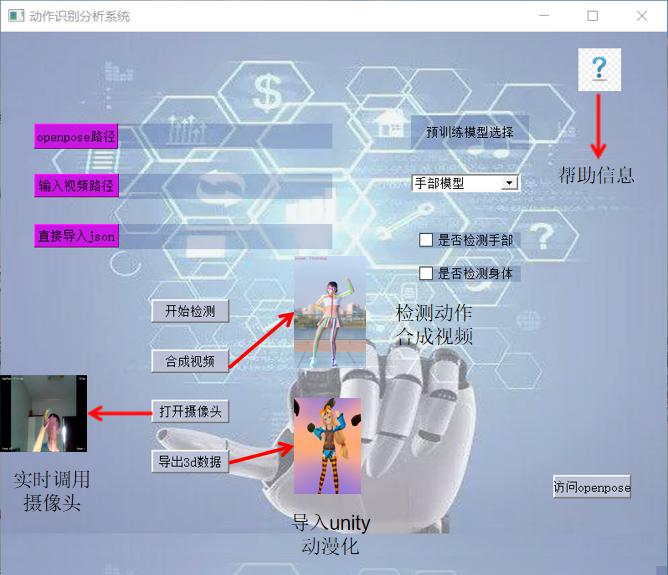 动作识别分析系统
?
openpose路径
预训练模型选择
帮助信息
输入视频路径
手部模型
直接导入json
是否检测手部
?
是否检测身体
开始检测
检测动作
合成视频
合成视频
打开摄像头
导出3d数据
实时调用
摄像头
访问openpose
导入unity
动漫化